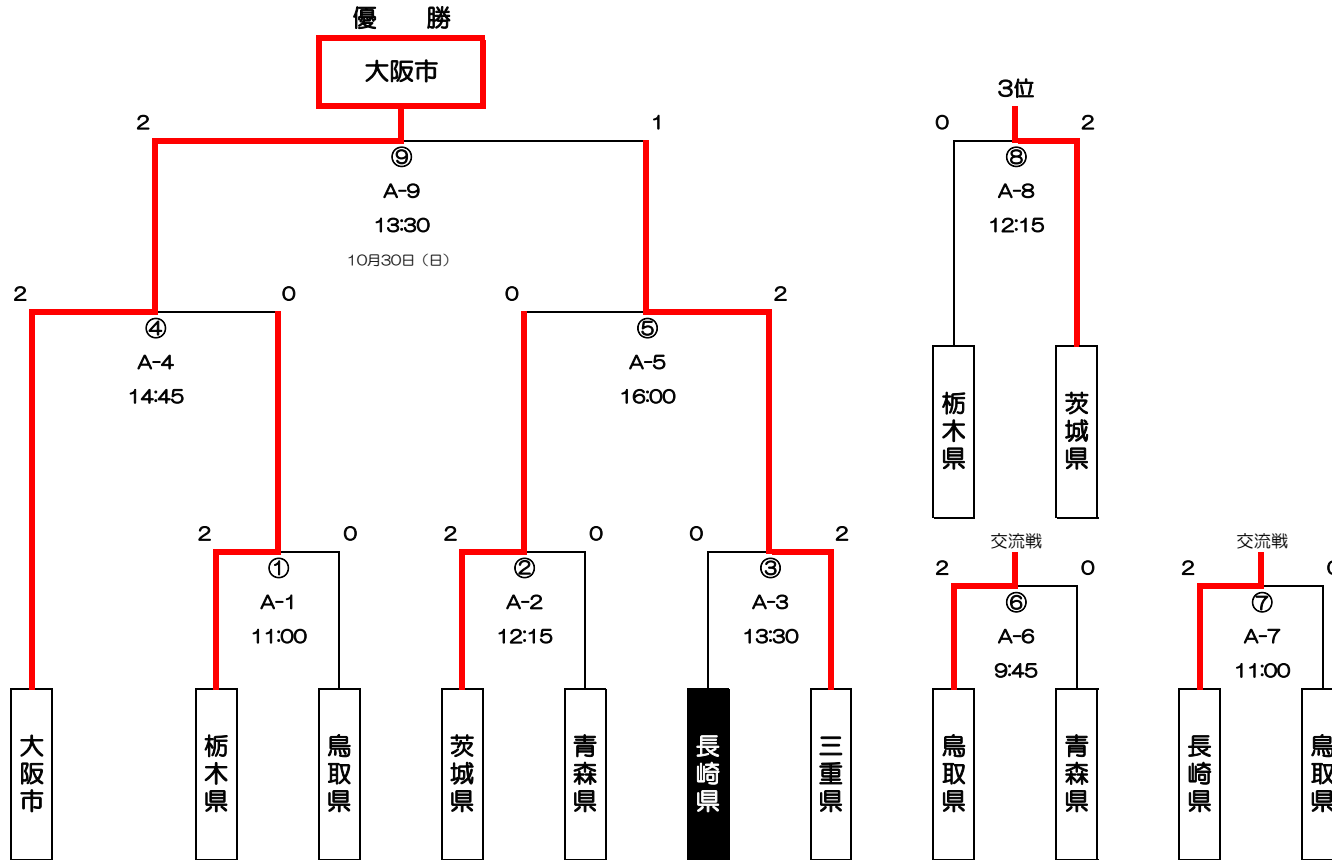 優　勝
大阪市
3位
2
1
0
2
⑨
⑧
A-9
A-8
13:30
12:15
10月30日（日）
2
0
0
2
④
⑤
A-4
A-5
14:45
16:00
栃木県
茨城県
2
0
2
0
0
2
交流戦
交流戦
2
0
2
0
①
②
③
⑥
⑦
A-1
A-2
A-3
A-6
A-7
11:00
12:15
13:30
9:45
11:00
大阪市
栃木県
鳥取県
茨城県
青森県
長崎県
三重県
鳥取県
青森県
長崎県
鳥取県